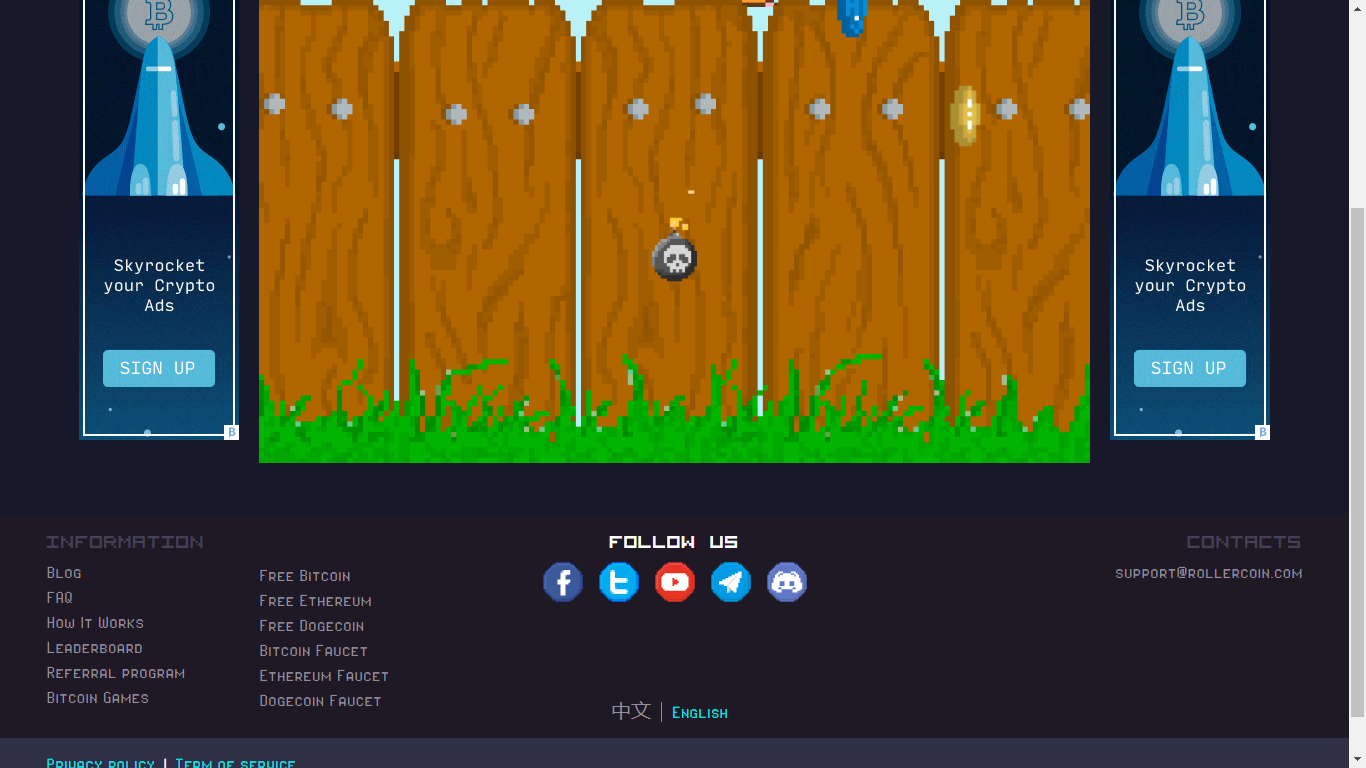 Skyrocket
your Crypto
Ads
SIGN UP
Skyrocket
your Crypto
Ads
SIGN UP
INFORMATION
Blog
FAQ
How It Works
Leaderboard
Referral program
Bitcoin Games
Free Bitcoin
Free Ethereum
Free Dogecoin
Bitcoin Faucet
Ethereum Faucet
Dogecoin Faucet
FOLLOW US
中文 | English
CONTACTS
support@rollercoin.com
Privacy policy | Term of service